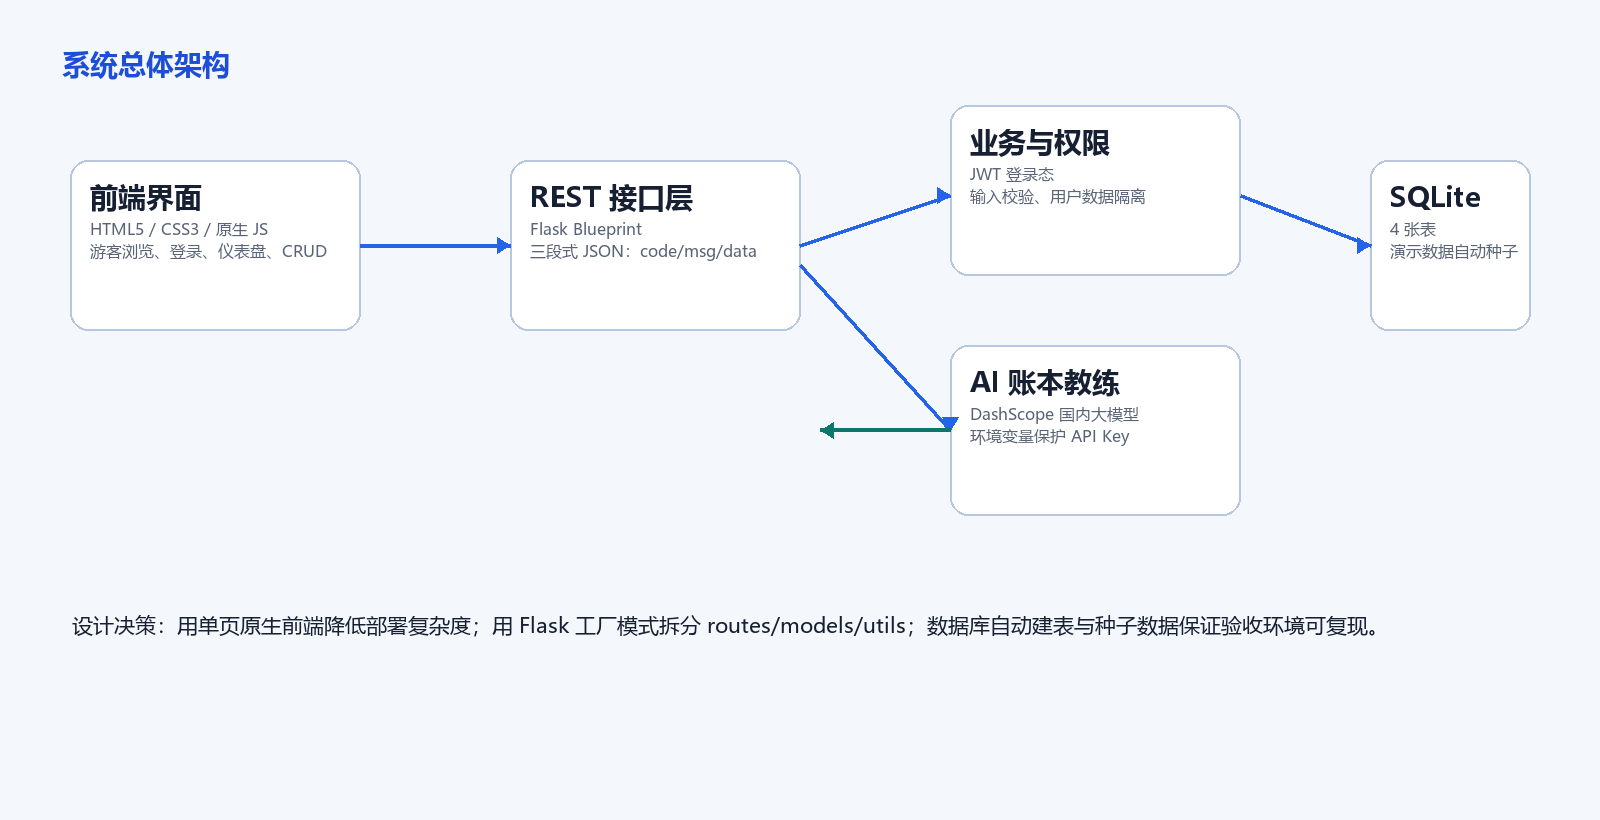 系统总体架构
前端界面
HTML5 / CSS3 / 原生 JS
游客浏览、登录、仪表盘、CRUD
REST 接口层
Flask Blueprint
三段式 JSON：code/msg/data
业务与权限
JWT 登录态
输入校验、用户数据隔离
SQLite
4 张表
演示数据自动种子
AI 账本教练
DashScope 国内大模型
环境变量保护 API Key
设计决策：用单页原生前端降低部署复杂度；用 Flask 工厂模式拆分 routes/models/utils；数据库自动建表与种子数据保证验收环境可复现。